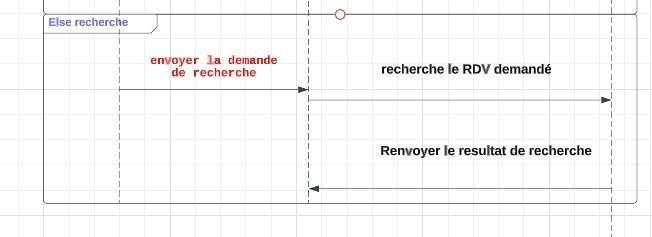 Else recherche
envoyer la demande
de recherche
recherche le RDV demandé
Renvoyer le resultat de recherche